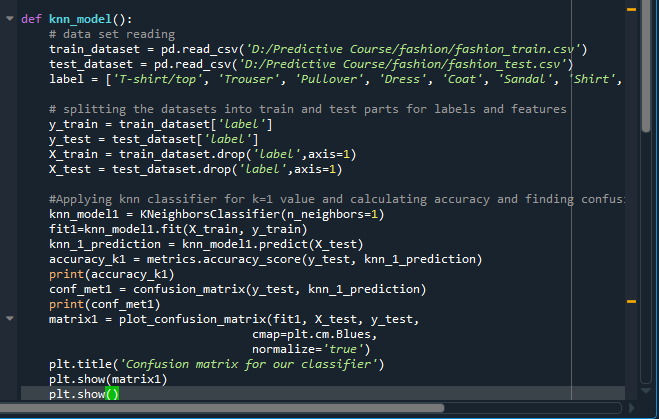 def knn_model():
    # data set reading
    train_dataset = pd.read_csv('D:/Predictive Course/fashion/fashion_train.csv')
    test_dataset = pd.read_csv('D:/Predictive Course/fashion/fashion_test.csv')
    label = ['T-shirt/top', 'Trouser', 'Pullover', 'Dress', 'Coat', 'Sandal', 'Shirt',
    # splitting the datasets into train and test parts for labels and features
    y_train = train_dataset['label']
    y_test = test_dataset['label']
    X_train = train_dataset.drop('label',axis=1)
    X_test = test_dataset.drop('label',axis=1)
    #Applying knn classifier for k=1 value and calculating accuracy and finding confus
    knn_model1 = KNeighborsClassifier(n_neighbors=1)
    fit1=knn_model1.fit(X_train, y_train)
    knn_1_prediction = knn_model1.predict(X_test)
    accuracy_k1 = metrics.accuracy_score(y_test, knn_1_prediction)
    print(accuracy_k1)
    conf_met1 = confusion_matrix(y_test, knn_1_prediction)
    print(conf_met1)
    matrix1 = plot_confusion_matrix(fit1, X_test, y_test,
                                 cmap=plt.cm.Blues,
                                 normalize='true')
    plt.title('Confusion matrix for our classifier')
    plt.show(matrix1)
    plt.show()